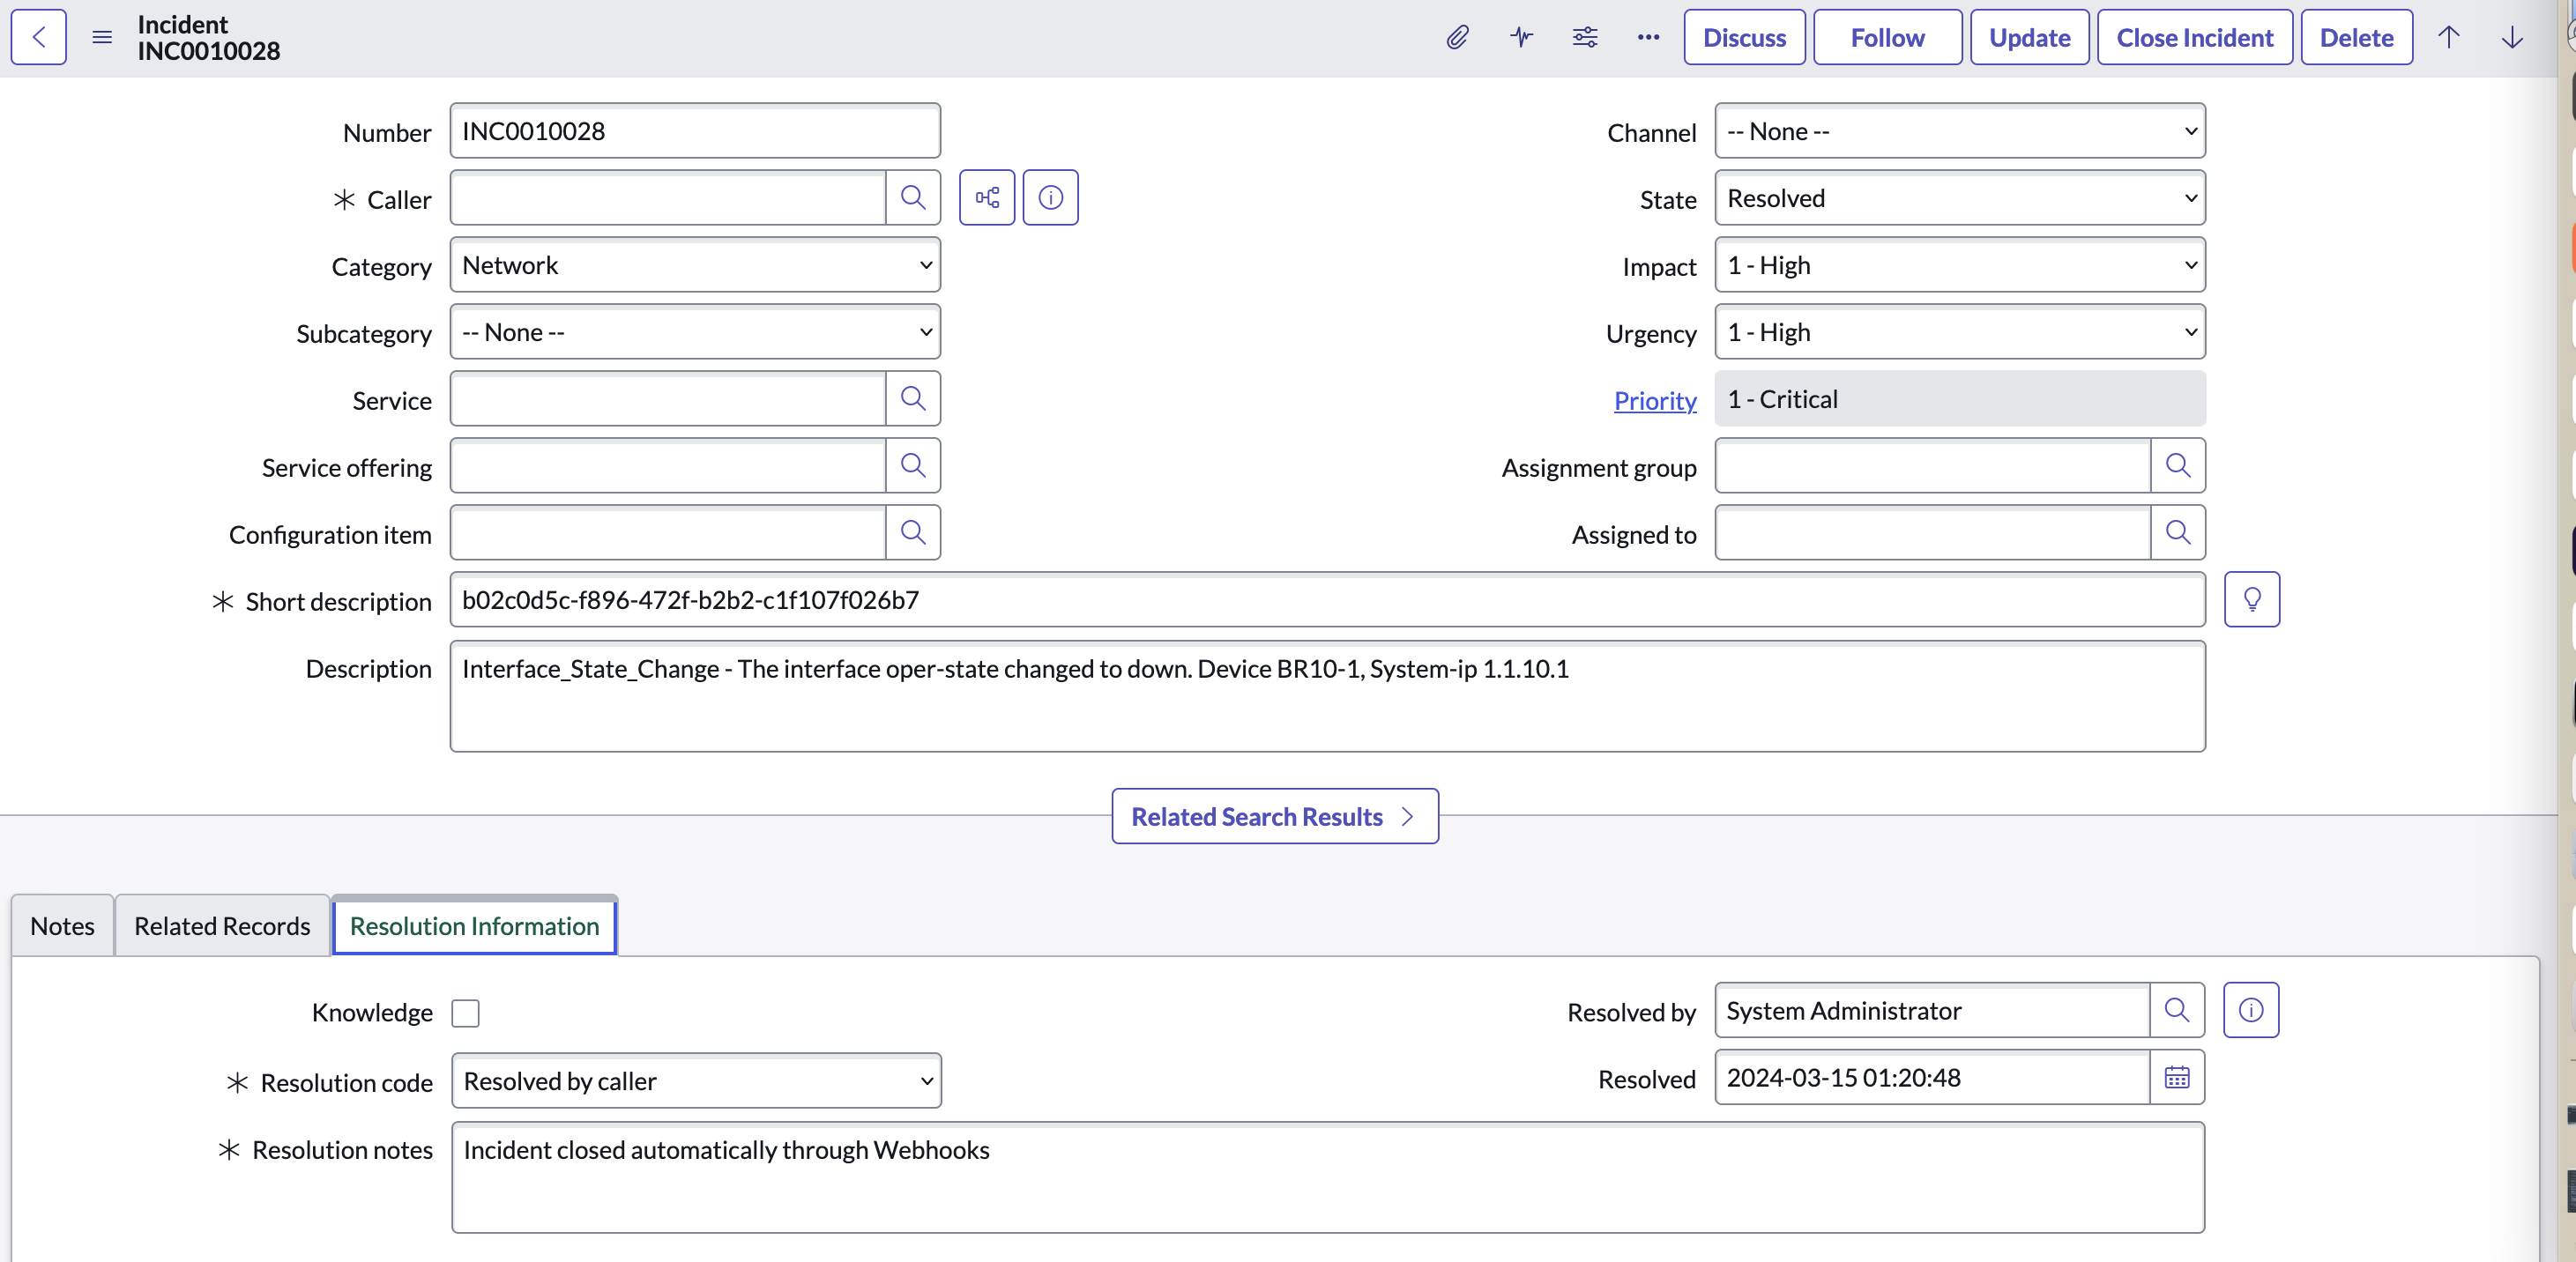 Incident
INC0010028
Discuss
Follow
Update
Close Incident
Delete
Number
INC0010028
Channel
-- None --
Caller
State
Resolved
Category
Network
Impact
1 - High
Subcategory
-- None --
Urgency
1 - High
Service
Priority
1 - Critical
Service offering
Assignment group
Configuration item
Assigned to
Short description
b02c0d5c-f896-472f-b2b2-c1f107f026b7
Description
Interface_State_Change - The interface oper-state changed to down. Device BR10-1, System-ip 1.1.10.1
Related Search Results
Notes
Related Records
Resolution Information
Knowledge
Resolved by
System Administrator
Resolution code
Resolved by caller
Resolved
2024-03-15 01:20:48
Resolution notes
Incident closed automatically through Webhooks